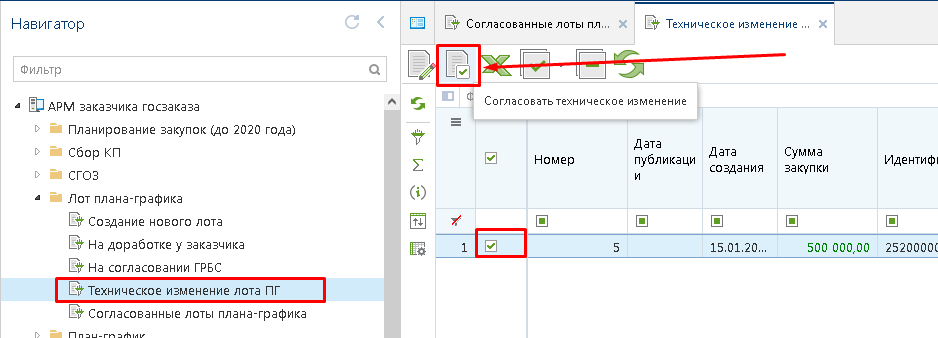 Навигатор
Фильтр
АРМ заказчика госзаказа
Планирование закупок (до 2020 года)
Сбор КП
СГОЗ
Лот плана-графика
Создание нового лота
На доработке у заказчика
На согласовании ГРБС
Техническое изменение лота ПГ
Согласованные лоты плана-графика
План-график
Согласованные лоты пл...
Техническое изменение ...
Согласовать техническое изменение
Номер
Дата
публикаци
и
Дата
создания
Сумма
закупки
Идентифи
1 5 15.01.20... 500 000,00 25200000